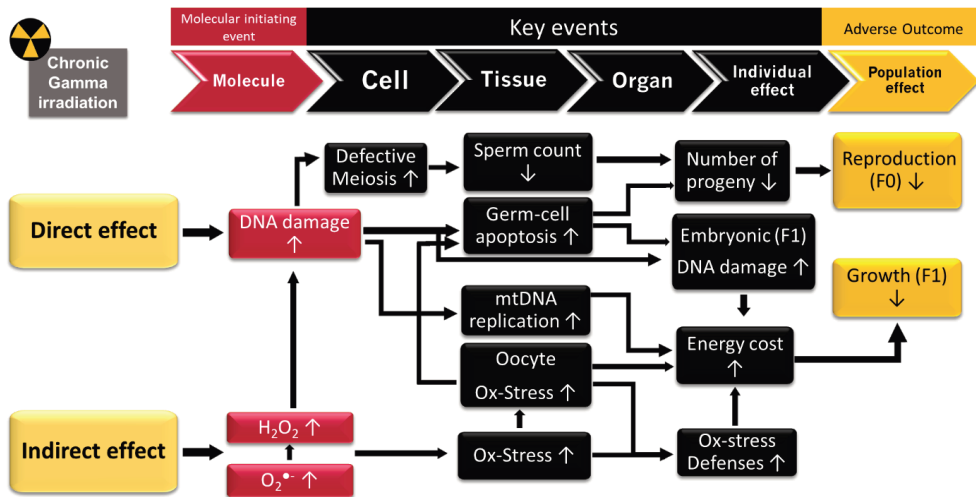 Molecular initiating
event
Key events
Adverse Outcome
Chronic
Gamma
irradiation
Molecule
Cell
Tissue
Organ
Individual
effect
Population
effect
Defective
Meiosis ↑
Sperm count
↓
Number of
progeny ↓
Reproduction
(F0) ↓
Direct effect
DNA damage
↑
Germ-cell
apoptosis ↑
Embryonic (F1)
DNA damage ↑
Growth (F1)
↓
mtDNA
replication ↑
Energy cost
↑
Oocyte
Ox-Stress ↑
Indirect effect
H₂O₂ ↑
O₂•⁻ ↑
Ox-Stress ↑
Ox-stress
Defenses ↑